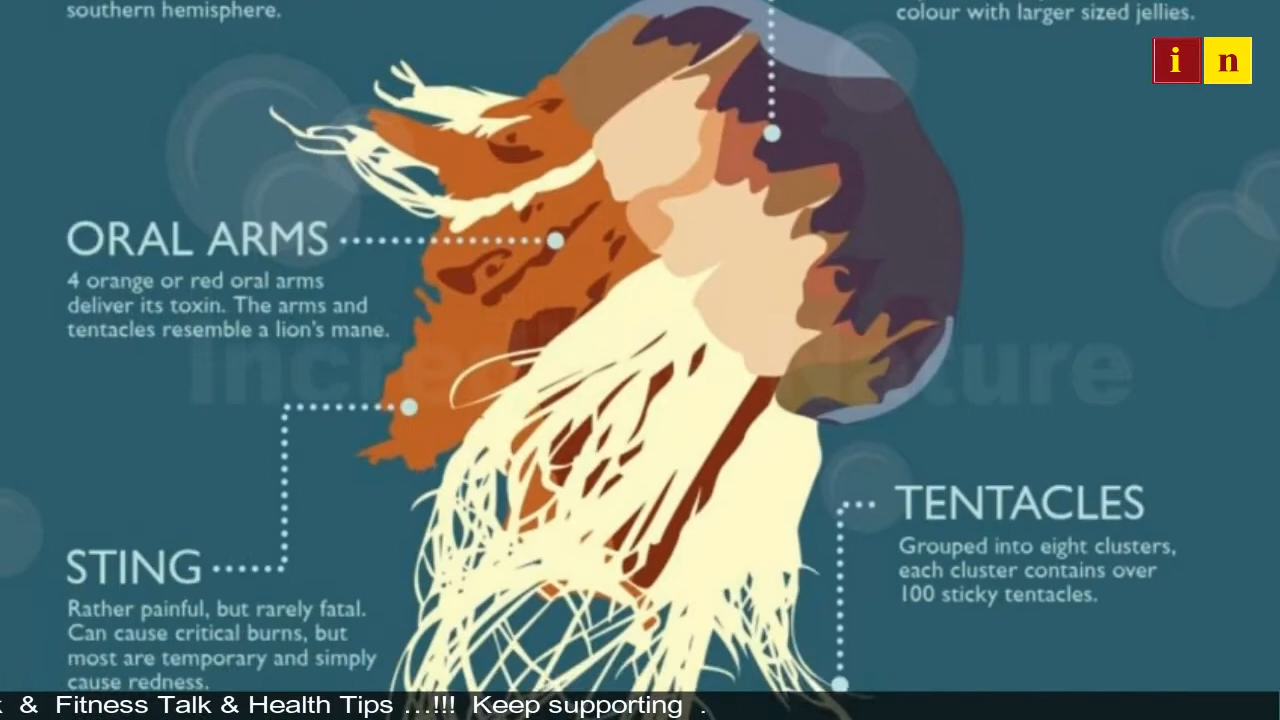 southern hemisphere.
colour with larger sized jellies.
i n
ORAL ARMS
4 orange or red oral arms
deliver its toxin. The arms and
tentacles resemble a lion's mane.
TENTACLES
Grouped into eight clusters,
each cluster contains over
100 sticky tentacles.
STING
Rather painful, but rarely fatal.
Can cause critical burns, but
most are temporary and simply
cause redness.
& Fitness Talk & Health Tips ...!!! Keep supporting .